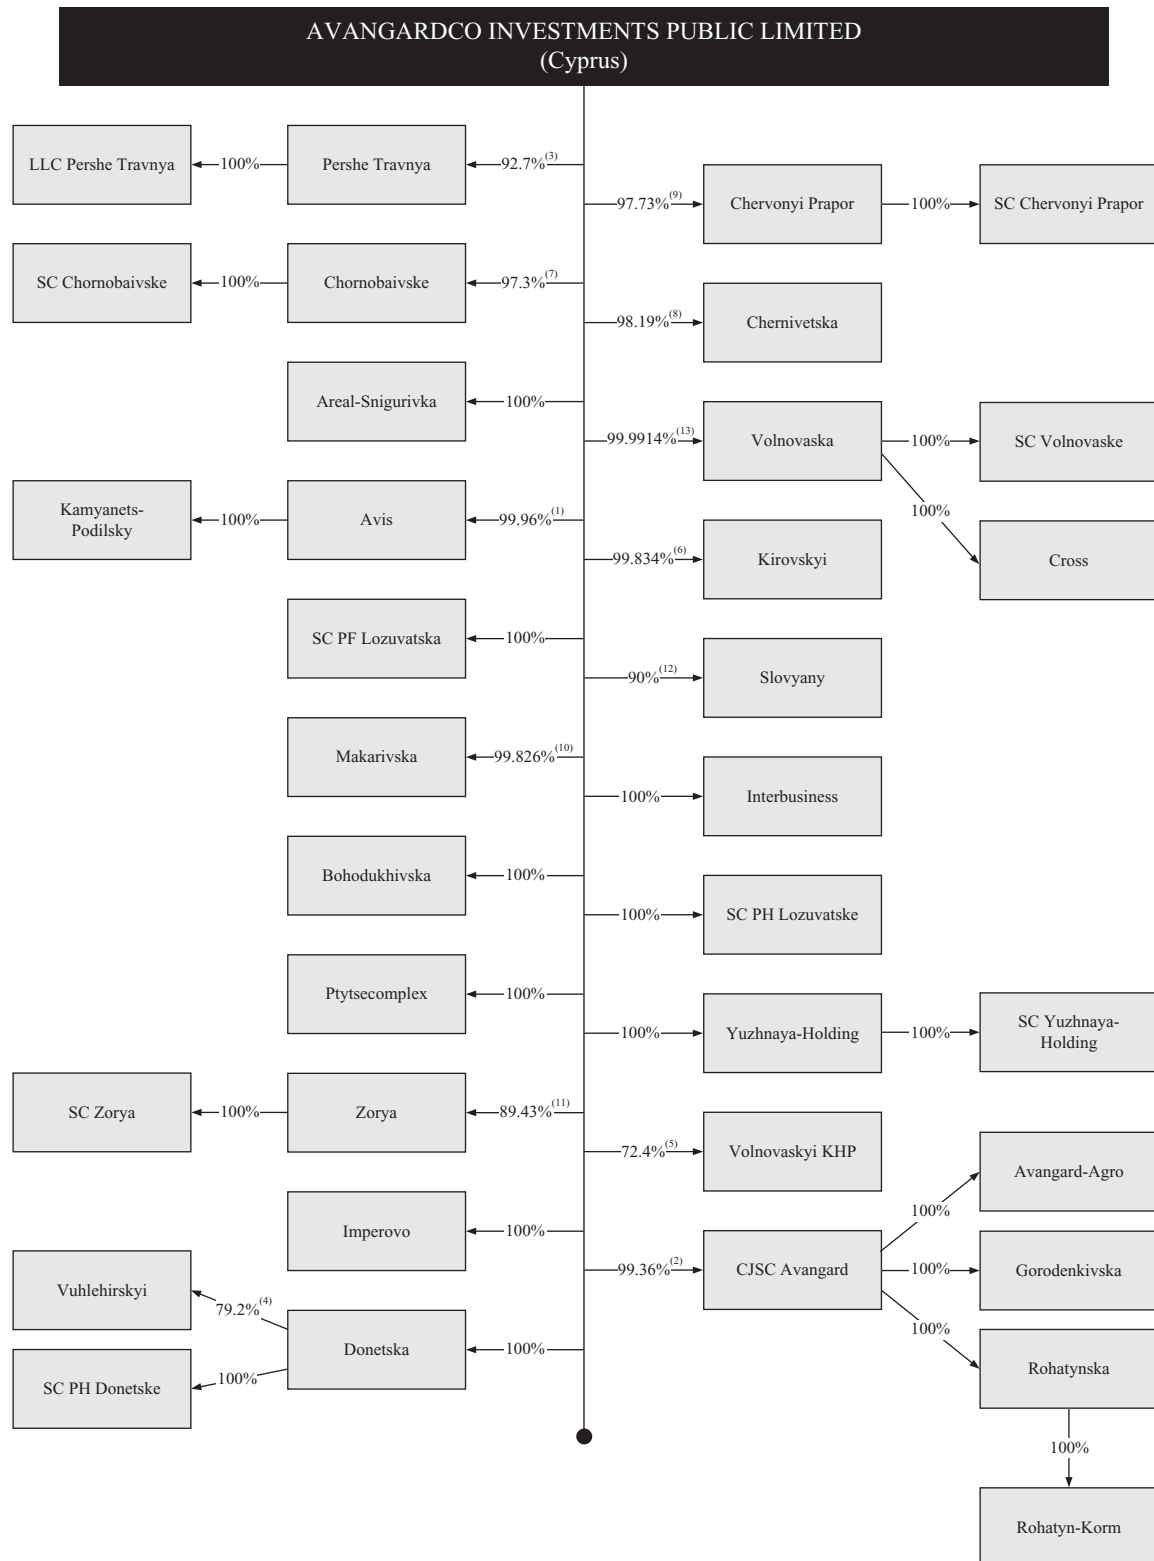 AVANGARDCO INVESTMENTS PUBLIC LIMITED
(Cyprus)
LLC Pershe Travnya
100%
Pershe Travnya
92.7%(3)
97.73%(9)
Chervonyi Prapor
100%
SC Chervonyi Prapor
SC Chornobaivske
100%
Chornobaivske
97.3%(7)
98.19%(8)
Chernivetska
Areal-Snigurivka
100%
99.9914%(13)
Volnovaska
100%
SC Volnovaske
100%
Cross
Kamyanets-
Podilsky
100%
Avis
99.96%(1)
99.834%(6)
Kirovskyi
SC PF Lozuvatska
100%
90%(12)
Slovyany
Makarivska
99.826%(10)
100%
Interbusiness
Bohodukhivska
100%
100%
SC PH Lozuvatske
Ptytsecomplex
100%
100%
Yuzhnaya-Holding
100%
SC Yuzhnaya-
Holding
SC Zorya
100%
Zorya
89.43%(11)
72.4%(5)
Volnovaskyi KHP
Imperovo
100%
99.36%(2)
CJSC Avangard
100%
Avangard-Agro
100%
Gorodenkivska
100%
Rohatynska
Vuhlehirskyi
79.2%(4)
Donetska
100%
SC PH Donetske
100%
100%
Rohatyn-Korm